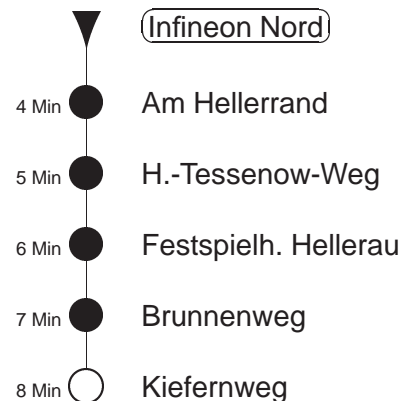 Infineon Nord
4 Min Am Hellerrand
5 Min H.-Tessenow-Weg
6 Min Festspielh. Hellerau
7 Min Brunnenweg
8 Min Kiefernweg